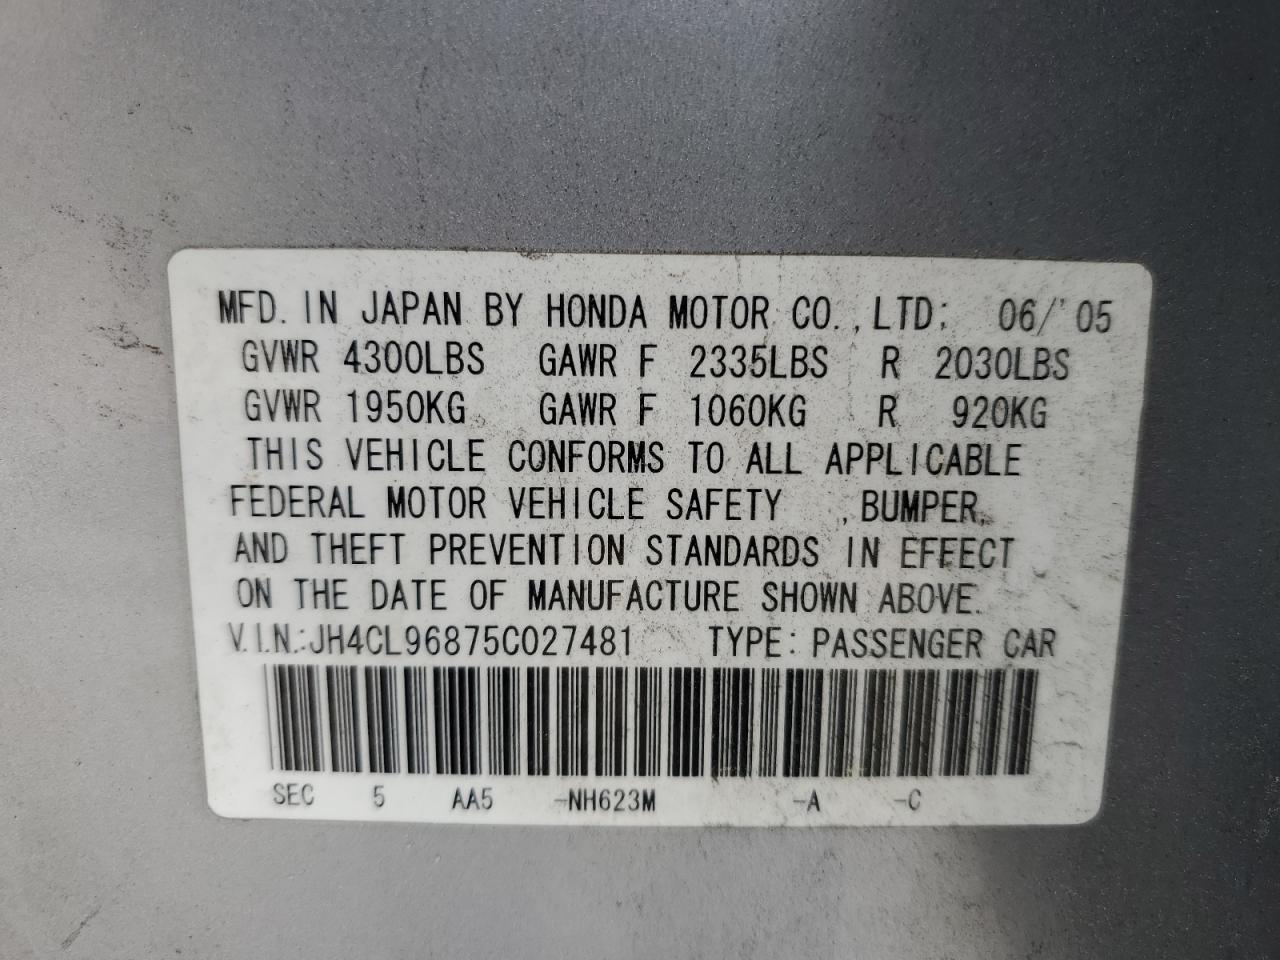 MFD. IN JAPAN BY HONDA MOTOR CO.,LTD: 06/'05
GVWR 4300LBS GAWR F 2335LBS R 2030LBS
GVWR 1950KG GAWR F 1060KG R 920KG
THIS VEHICLE CONFORMS TO ALL APPLICABLE
FEDERAL MOTOR VEHICLE SAFETY ,BUMPER,
AND THEFT PREVENTION STANDARDS IN EFFECT
ON THE DATE OF MANUFACTURE SHOWN ABOVE.
V.I.N.:JH4CL96875C027481 TYPE: PASSENGER CAR
SEC 5 AA5 -NH623M -A -C